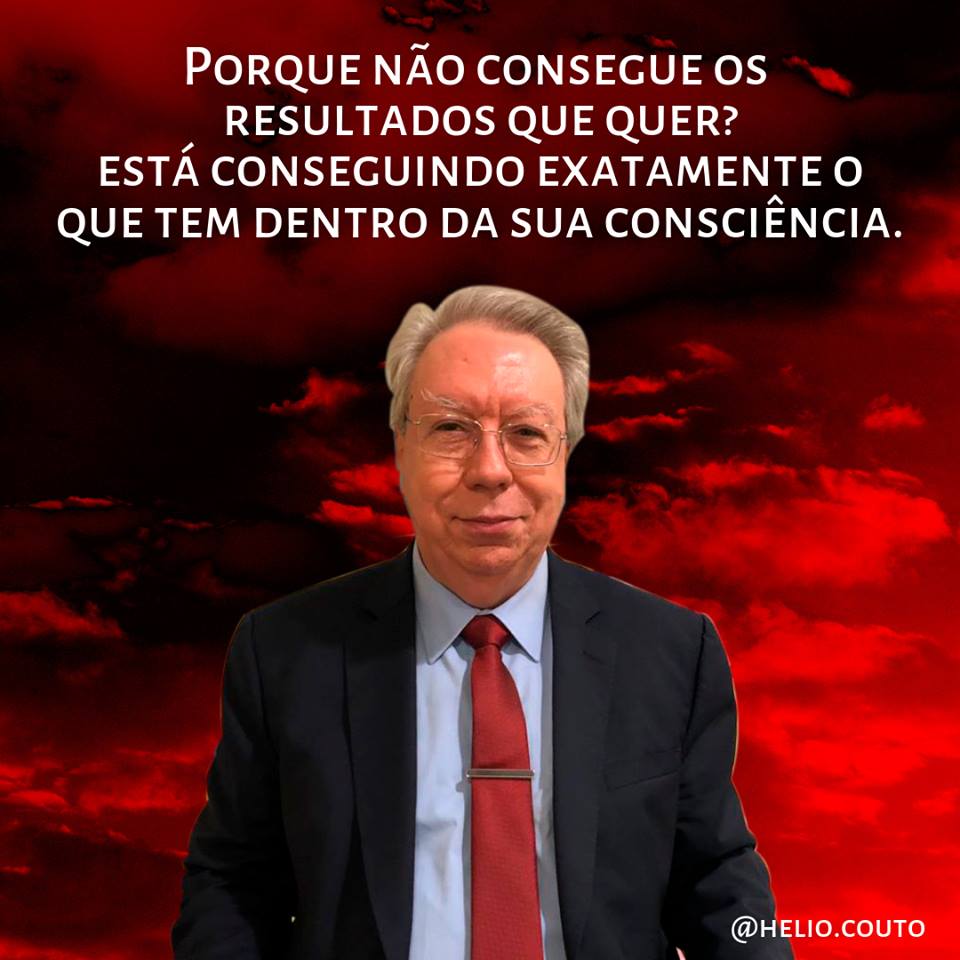 Porque não consegue os
resultados que quer?
está conseguindo exatamente o
que tem dentro da sua consciência.
@helio.couto